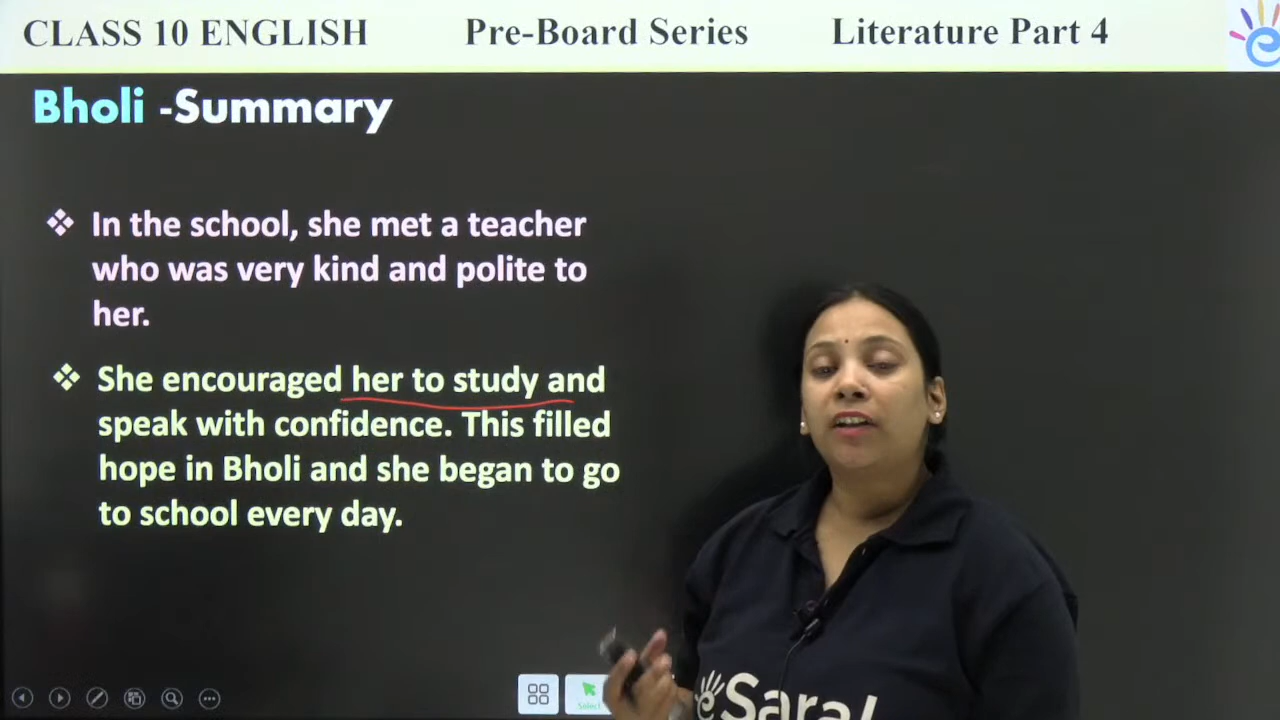 CLASS 10 ENGLISH Pre-Board Series Literature Part 4
Bholi -Summary
❖ In the school, she met a teacher
who was very kind and polite to
her.
❖ She encouraged her to study and
speak with confidence. This filled
hope in Bholi and she began to go
to school every day.
Select
eSaral